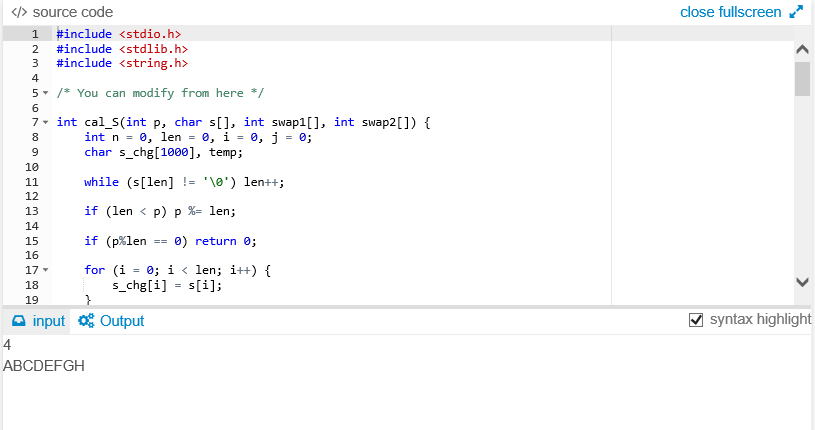 </> source code close fullscreen
1 #include <stdio.h>
2 #include <stdlib.h>
3 #include <string.h>
4
5 /* You can modify from here */
6
7 int cal_S(int p, char s[], int swap1[], int swap2[]) {
8 int n = 0, len = 0, i = 0, j = 0;
9 char s_chg[1000], temp;
10
11 while (s[len] != '\0') len++;
12
13 if (len < p) p %= len;
14
15 if (p%len == 0) return 0;
16
17 for (i = 0; i < len; i++) {
18 s_chg[i] = s[i];
19 }
input Output syntax highlight
4
ABCDEFGH